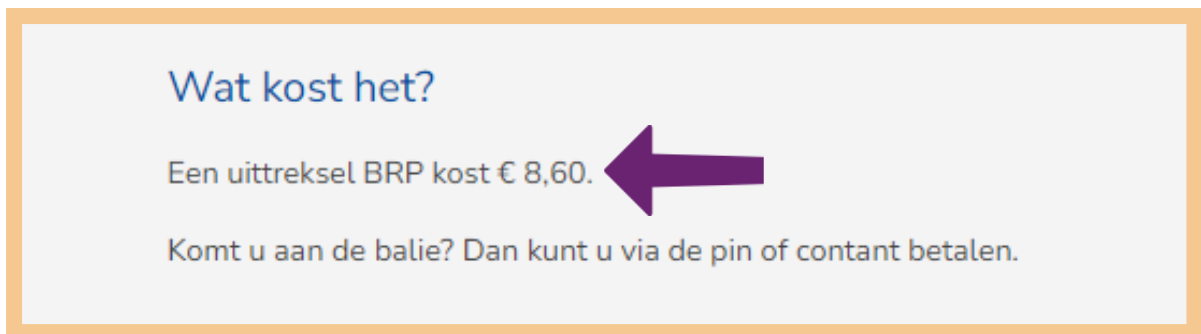 Wat kost het?
Een uittreksel BRP kost € 8,60.
Komt u aan de balie? Dan kunt u via de pin of contant betalen.